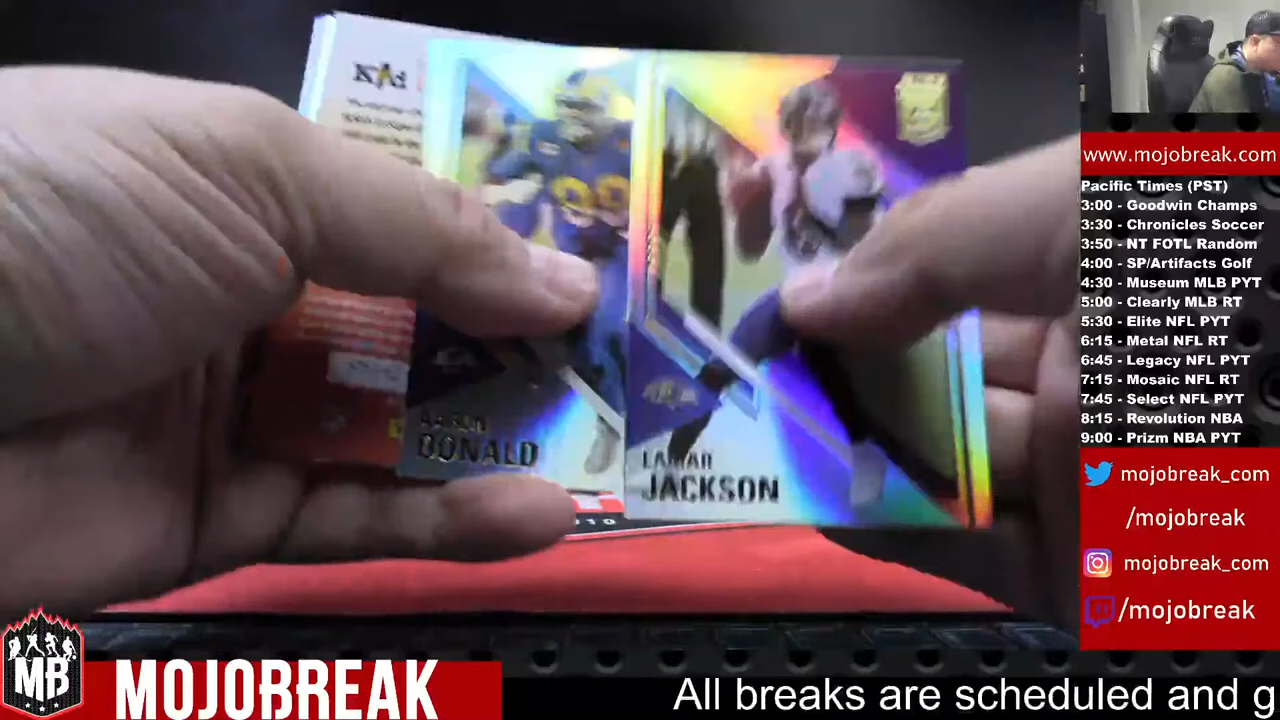 99
AARON
DONALD
LAMAR
JACKSON
www.mojobreak.com
Pacific Times (PST)
3:00 - Goodwin Champs
3:30 - Chronicles Soccer
3:50 - NT FOTL Random
4:00 - SP/Artifacts Golf
4:30 - Museum MLB PYT
5:00 - Clearly MLB RT
5:30 - Elite NFL PYT
6:15 - Metal NFL RT
6:45 - Legacy NFL PYT
7:15 - Mosaic NFL RT
7:45 - Select NFL PYT
8:15 - Revolution NBA
9:00 - Prizm NBA PYT
mojobreak_com
/mojobreak
mojobreak_com
/mojobreak
MB
MOJOBREAK
All breaks are scheduled and g